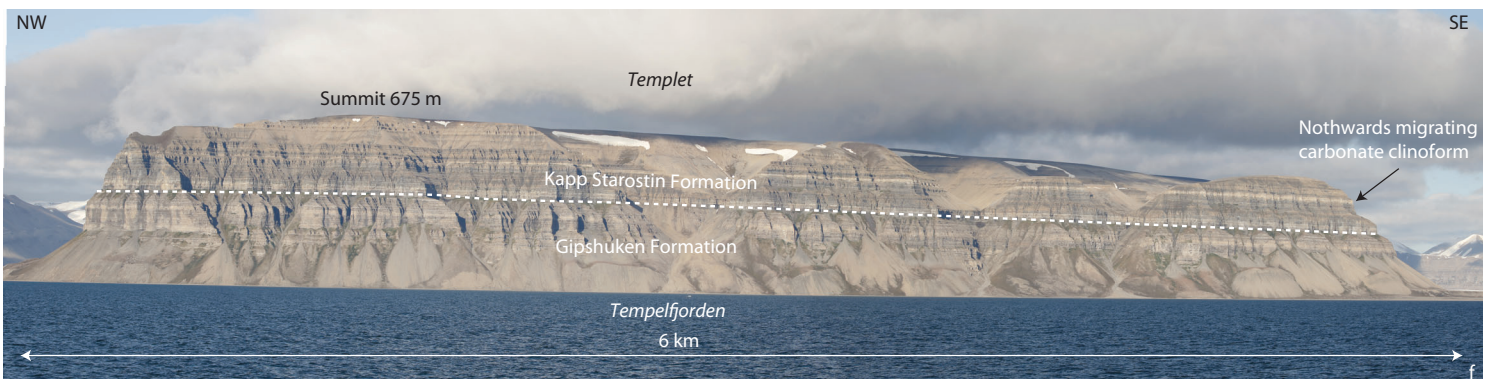 NW
SE
Templet
Summit 675 m
Nothwards migrating
carbonate clinoform
Kapp Starostin Formation
Gipshuken Formation
Tempelfjorden
6 km
f